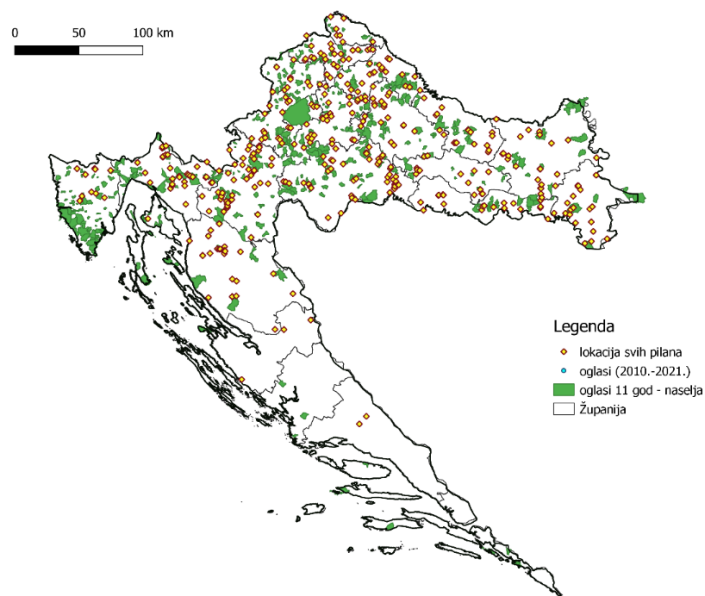 0 50 100 km
Legenda
lokacija svih pilana
oglasi (2010.-2021.)
oglasi 11 god - naselja
Županija